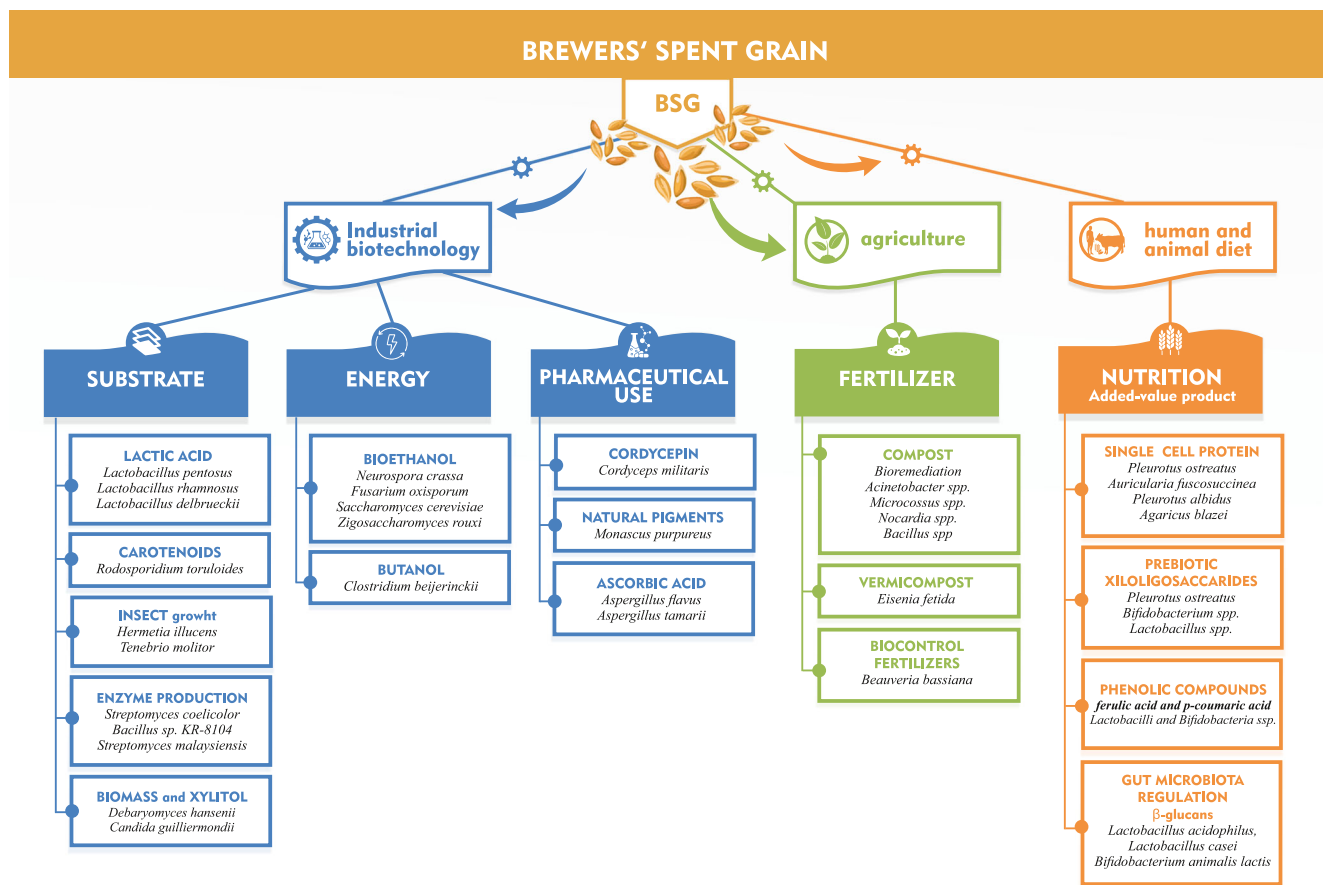 BREWERS' SPENT GRAIN
BSG
Industrial
biotechnology
agriculture
human and
animal diet
SUBSTRATE
LACTIC ACID
Lactobacillus pentosus
Lactobacillus rhamnosus
Lactobacillus delbrueckii
CAROTENOIDS
Rodosporidium toruloides
INSECT growht
Hermetia illucens
Tenebrio molitor
ENZYME PRODUCTION
Streptomyces coelicolor
Bacillus sp. KR-8104
Streptomyces malaysiensis
BIOMASS and XYLITOL
Debaryomyces hansenii
Candida guilliermondii
ENERGY
BIOETHANOL
Neurospora crassa
Fusarium oxisporum
Saccharomyces cerevisiae
Zigosaccharomyces rouxi
BUTANOL
Clostridium beijerinckii
PHARMACEUTICAL
USE
CORDYCEPIN
Cordyceps militaris
NATURAL PIGMENTS
Monascus purpureus
ASCORBIC ACID
Aspergillus flavus
Aspergillus tamarii
FERTILIZER
COMPOST
Bioremediation
Acinetobacter spp.
Microcossus spp.
Nocardia spp.
Bacillus spp
VERMICOMPOST
Eisenia fetida
BIOCONTROL
FERTILIZERS
Beauveria bassiana
NUTRITION
Added-value product
SINGLE CELL PROTEIN
Pleurotus ostreatus
Auricularia fuscosuccinea
Pleurotus albidus
Agaricus blazei
PREBIOTIC
XILOLIGOSACCARIDES
Pleurotus ostreatus
Bifidobacterium spp.
Lactobacillus spp.
PHENOLIC COMPOUNDS
ferulic acid and p-coumaric acid
Lactobacilli and Bifidobacteria ssp.
GUT MICROBIOTA
REGULATION
β-glucans
Lactobacillus acidophilus,
Lactobacillus casei
Bifidobacterium animalis lactis